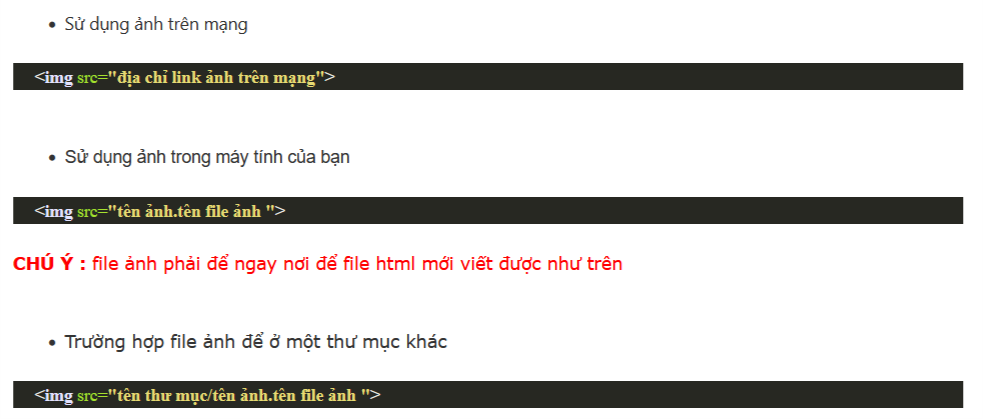 • Sử dụng ảnh trên mạng
<img src="địa chỉ link ảnh trên mạng">
• Sử dụng ảnh trong máy tính của bạn
<img src="tên ảnh.tên file ảnh ">
CHÚ Ý : file ảnh phải để ngay nơi để file html mới viết được như trên
• Trường hợp file ảnh để ở một thư mục khác
<img src="tên thư mục/tên ảnh.tên file ảnh ">